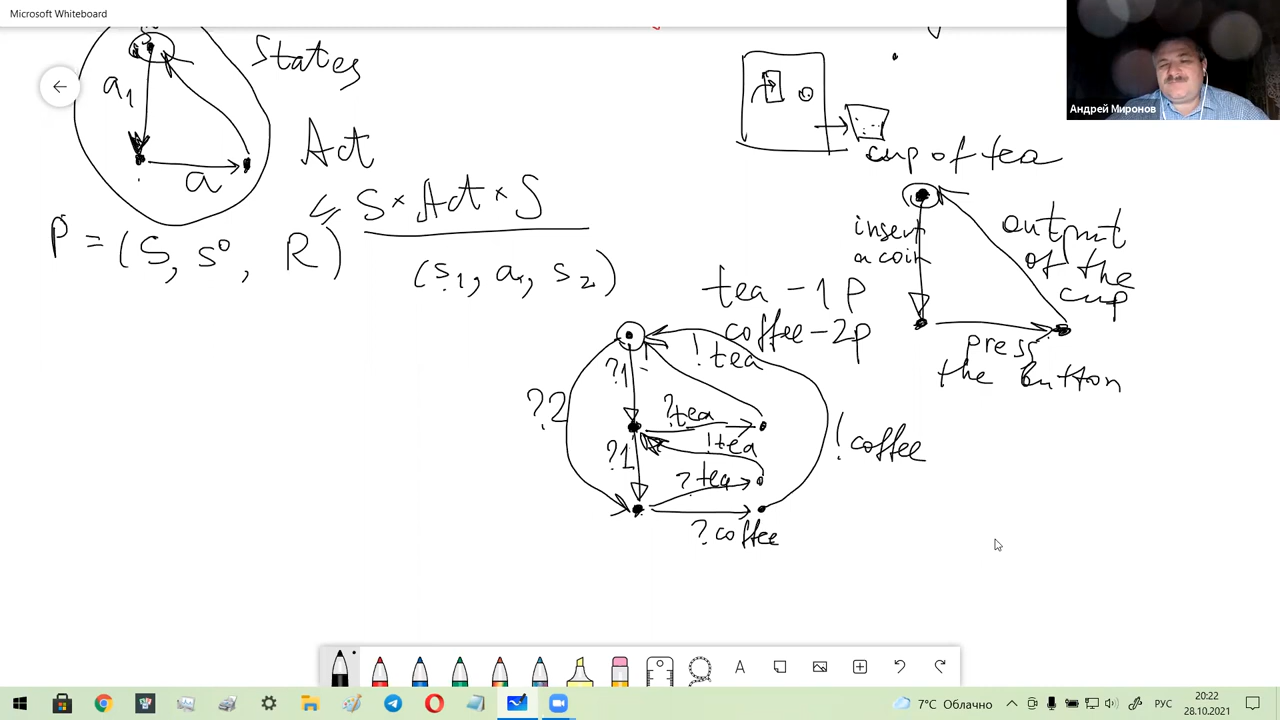 Microsoft Whiteboard
Андрей Миронов
States
a₁
a
Act
P = (S, s⁰, R)
⊆ S × Act × S
(s₁, a₁, s₂)
cup of tea
insert
a coin
output
of the
cup
press
the button
tea – 1 p
coffee – 2p
?1
!tea
?2
?tea
!tea
?1
?tea
!coffee
?coffee
A
7°C Облачно
РУС
20:22
28.10.2021